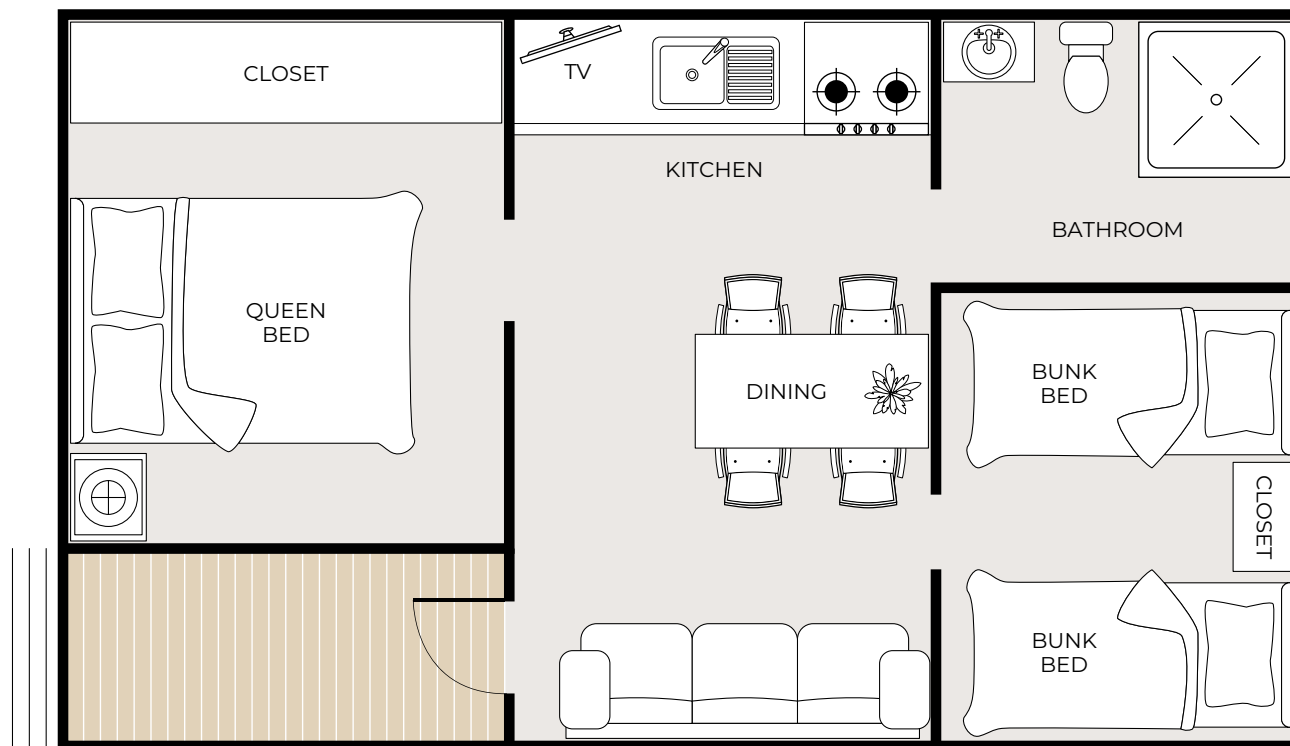 CLOSET
TV
KITCHEN
BATHROOM
QUEEN
BED
DINING
BUNK
BED
CLOSET
BUNK
BED